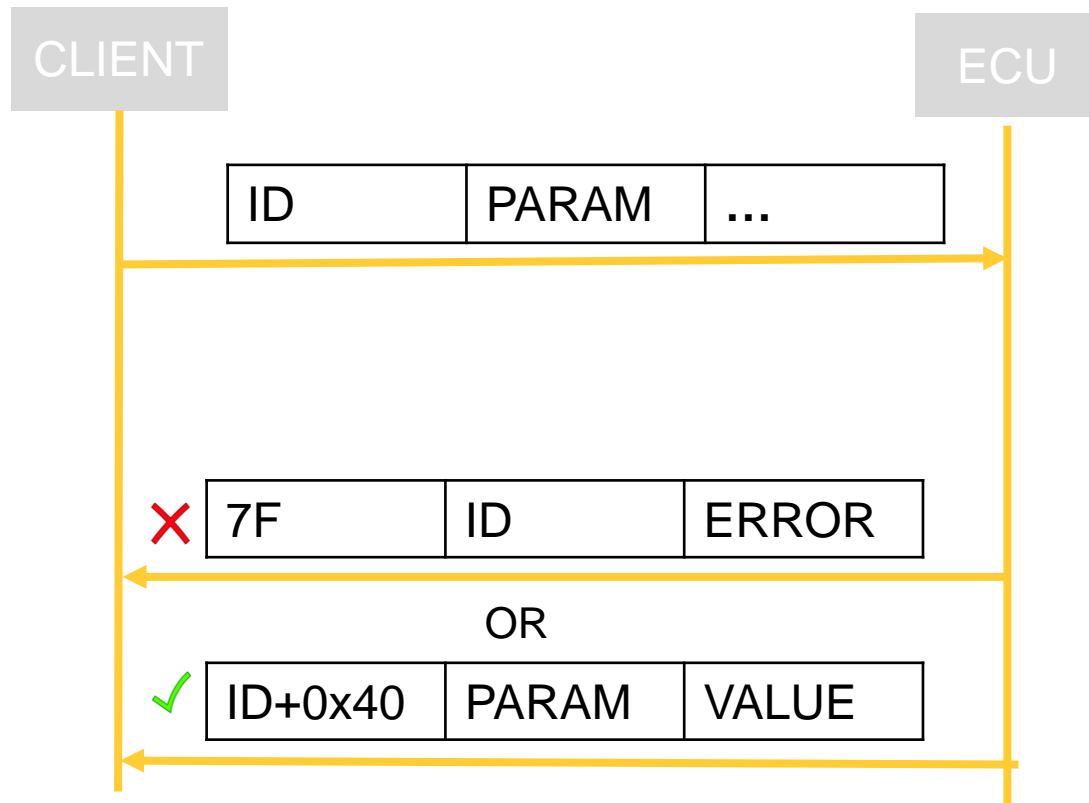 CLIENT
ECU
ID PARAM ...
7F ID ERROR
OR
ID+0x40 PARAM VALUE